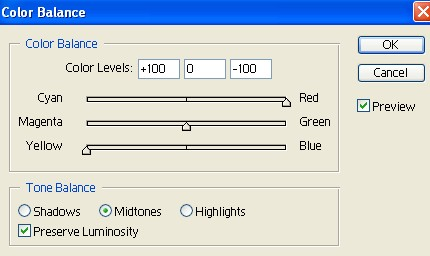 Color Balance
Color Balance
OK
Color Levels: +100 0 -100
Cancel
Cyan Red
Preview
Magenta Green
Yellow Blue
Tone Balance
Shadows Midtones Highlights
Preserve Luminosity